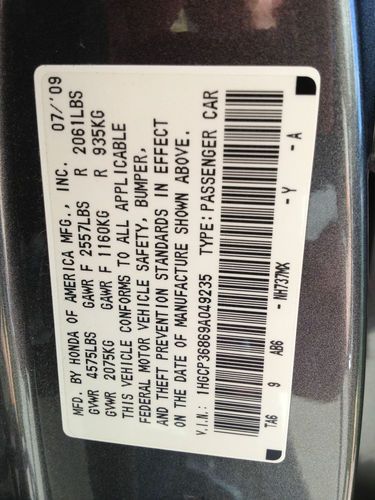 MFD. BY HONDA OF AMERICA MFG., INC. 07/'09
GVWR 4575LBS GAWR F 2557LBS R 2061LBS
GVWR 2075KG GAWR F 1160KG R 935KG
THIS VEHICLE CONFORMS TO ALL APPLICABLE
FEDERAL MOTOR VEHICLE SAFETY, BUMPER,
AND THEFT PREVENTION STANDARDS IN EFFECT
ON THE DATE OF MANUFACTURE SHOWN ABOVE.
V.I.N.: 1HGCP36869A049235 TYPE: PASSENGER CAR
TA6 9 AB6 - NH737MX - Y - A